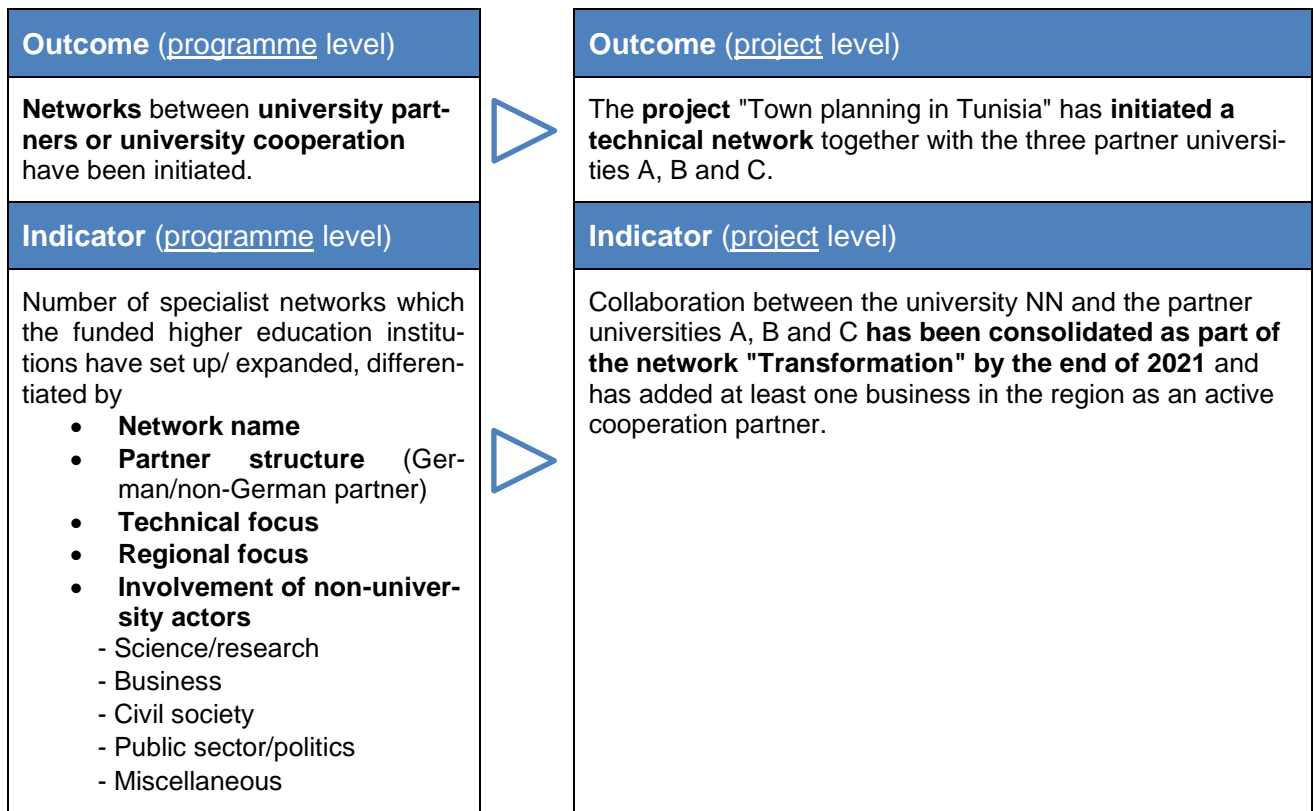 Outcome (programme level)
Networks between university part-
ners or university cooperation
have been initiated.
Indicator (programme level)
Number of specialist networks which
the funded higher education institu-
tions have set up/ expanded, differen-
tiated by
• Network name
• Partner structure (Ger-
man/non-German partner)
• Technical focus
• Regional focus
• Involvement of non-univer-
sity actors
- Science/research
- Business
- Civil society
- Public sector/politics
- Miscellaneous
Outcome (project level)
The project "Town planning in Tunisia" has initiated a
technical network together with the three partner universi-
ties A, B and C.
Indicator (project level)
Collaboration between the university NN and the partner
universities A, B and C has been consolidated as part of
the network "Transformation" by the end of 2021 and
has added at least one business in the region as an active
cooperation partner.